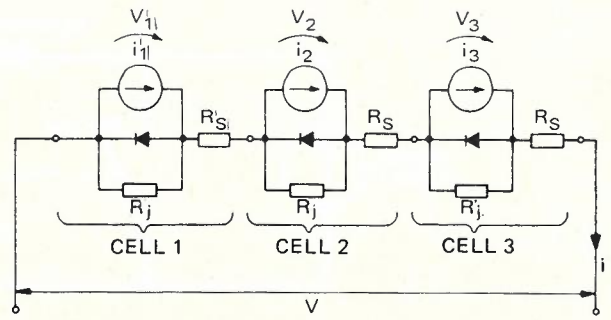 V'1 V2 V3
i'1 i2 i3
R'S RS RS
Rj Rj R'j.
CELL 1 CELL 2 CELL 3
i
V